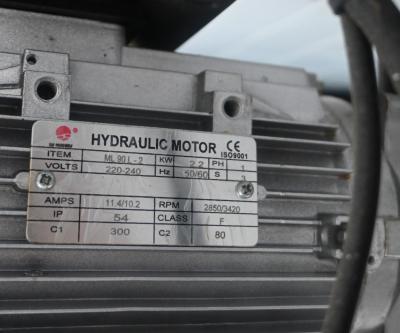 HYDRAULIC MOTOR CE
ISO9001
ITEM ML 90 L - 2 KW 2.2 PH 1
VOLTS 220-240 Hz 50/60 S
AMPS 11.4/10.2 RPM 2850/3420
IP 54 CLASS F
C1 300 C2 80